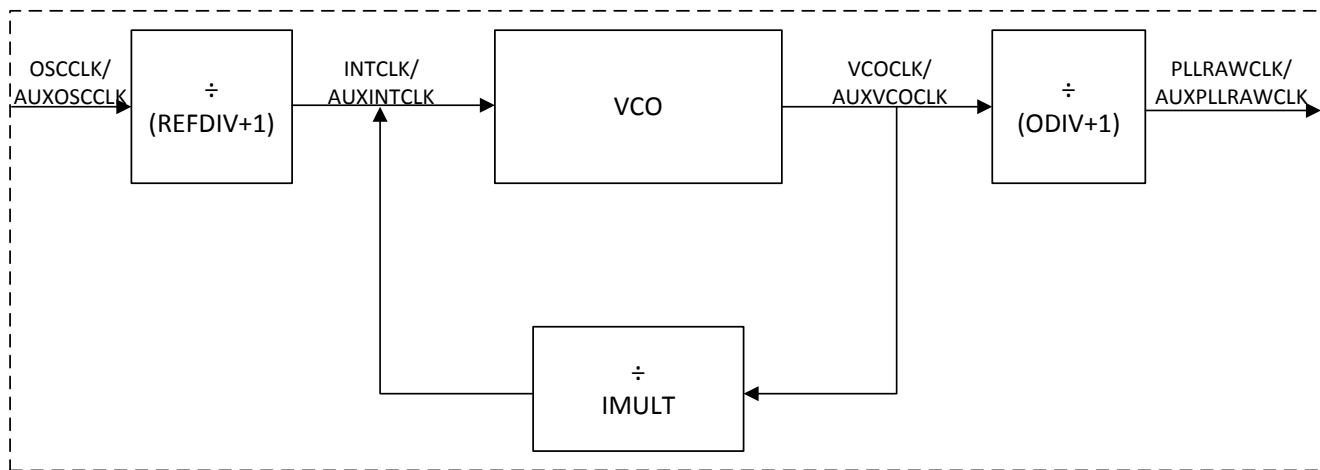 OSCCLK/
AUXOSCCLK
÷
(REFDIV+1)
INTCLK/
AUXINTCLK
VCO
VCOCLK/
AUXVCOCLK
÷
(ODIV+1)
PLLRAWCLK/
AUXPLLRAWCLK
÷
IMULT